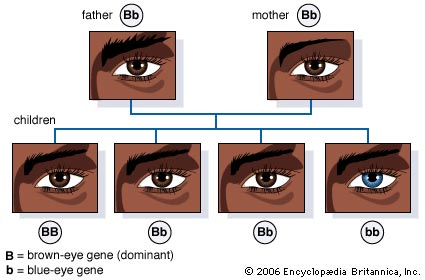 father Bb mother Bb
children
BB Bb Bb bb
B = brown-eye gene (dominant)
b = blue-eye gene
© 2006 Encyclopædia Britannica, Inc.